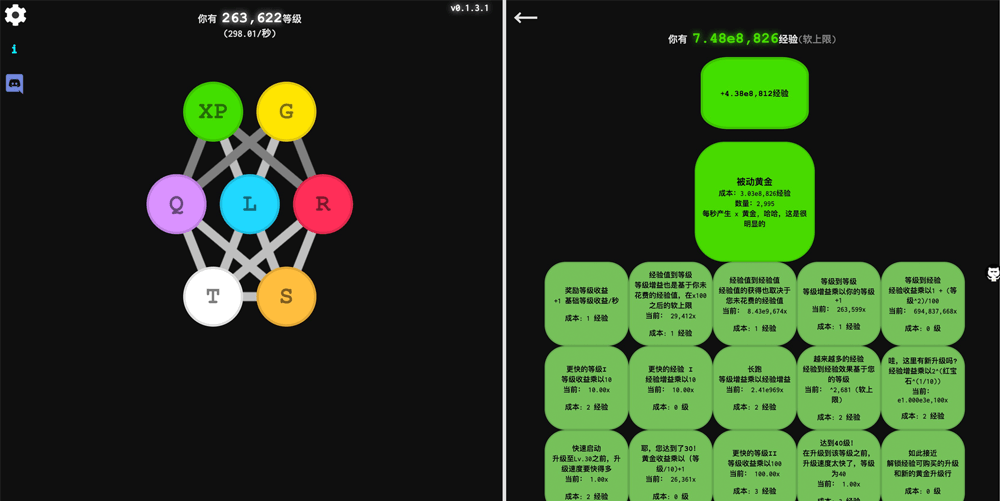 v0.1.3.1
你有 263,622等级
(298.01/秒)
i
XP
G
Q
L
R
T
S
你有 7.48e8,826经验(软上限)
+4.38e8,812经验
被动黄金
成本：3.03e8,826经验
数量：2,995
每秒产生 x 黄金，哈哈，这是很
明显的
奖励等级收益
+1 基础等级收益/秒
成本：1 经验
经验值到等级
等级增益也是基于你未
花费的经验值，在x100
之后的软上限
当前： 29,412x
成本：1 经验
经验值到经验值
经验值的获得也取决于
您未花费的经验值
当前： 8.43e9,674x
成本：1 经验
等级到等级
等级增益乘以你的等级
+1
当前： 263,599x
成本：1 经验
等级到经验
经验收益乘以1 + (等
级^2)/100
当前： 694,837,668x
成本：0 级
更快的等级I
等级收益乘以10
当前： 10.00x
成本：2 经验
更快的经验 I
经验增益乘以10
当前： 10.00x
成本：0 级
长跑
等级增益乘以经验增益
当前： 2.41e969x
成本：2 经验
越来越多的经验
经验到经验效果基于您
的等级
当前： ^2,681 (软上
限)
成本：2 经验
哇，这里有新升级吗?
经验增益乘以2^(红宝
石^(1/10))
当前：
e1.000e3e,100x
成本：2 经验
快速启动
升级至Lv.30之前，升
级速度要快得多
当前： 1.00x
成本：2 经验
耶，您达到了30!
黄金收益乘以 (等
级/10)+1
当前： 26,361x
成本：0 级
更快的等级II
等级收益乘以100
当前： 100.00x
成本：3 经验
达到40级!
在升级到该等级之前，
升级速度太快了，等级
为40
当前： 1.00x
成本：2 经验
如此接近
解锁经验可购买的升级
和新的黄金升级行
成本：0 级